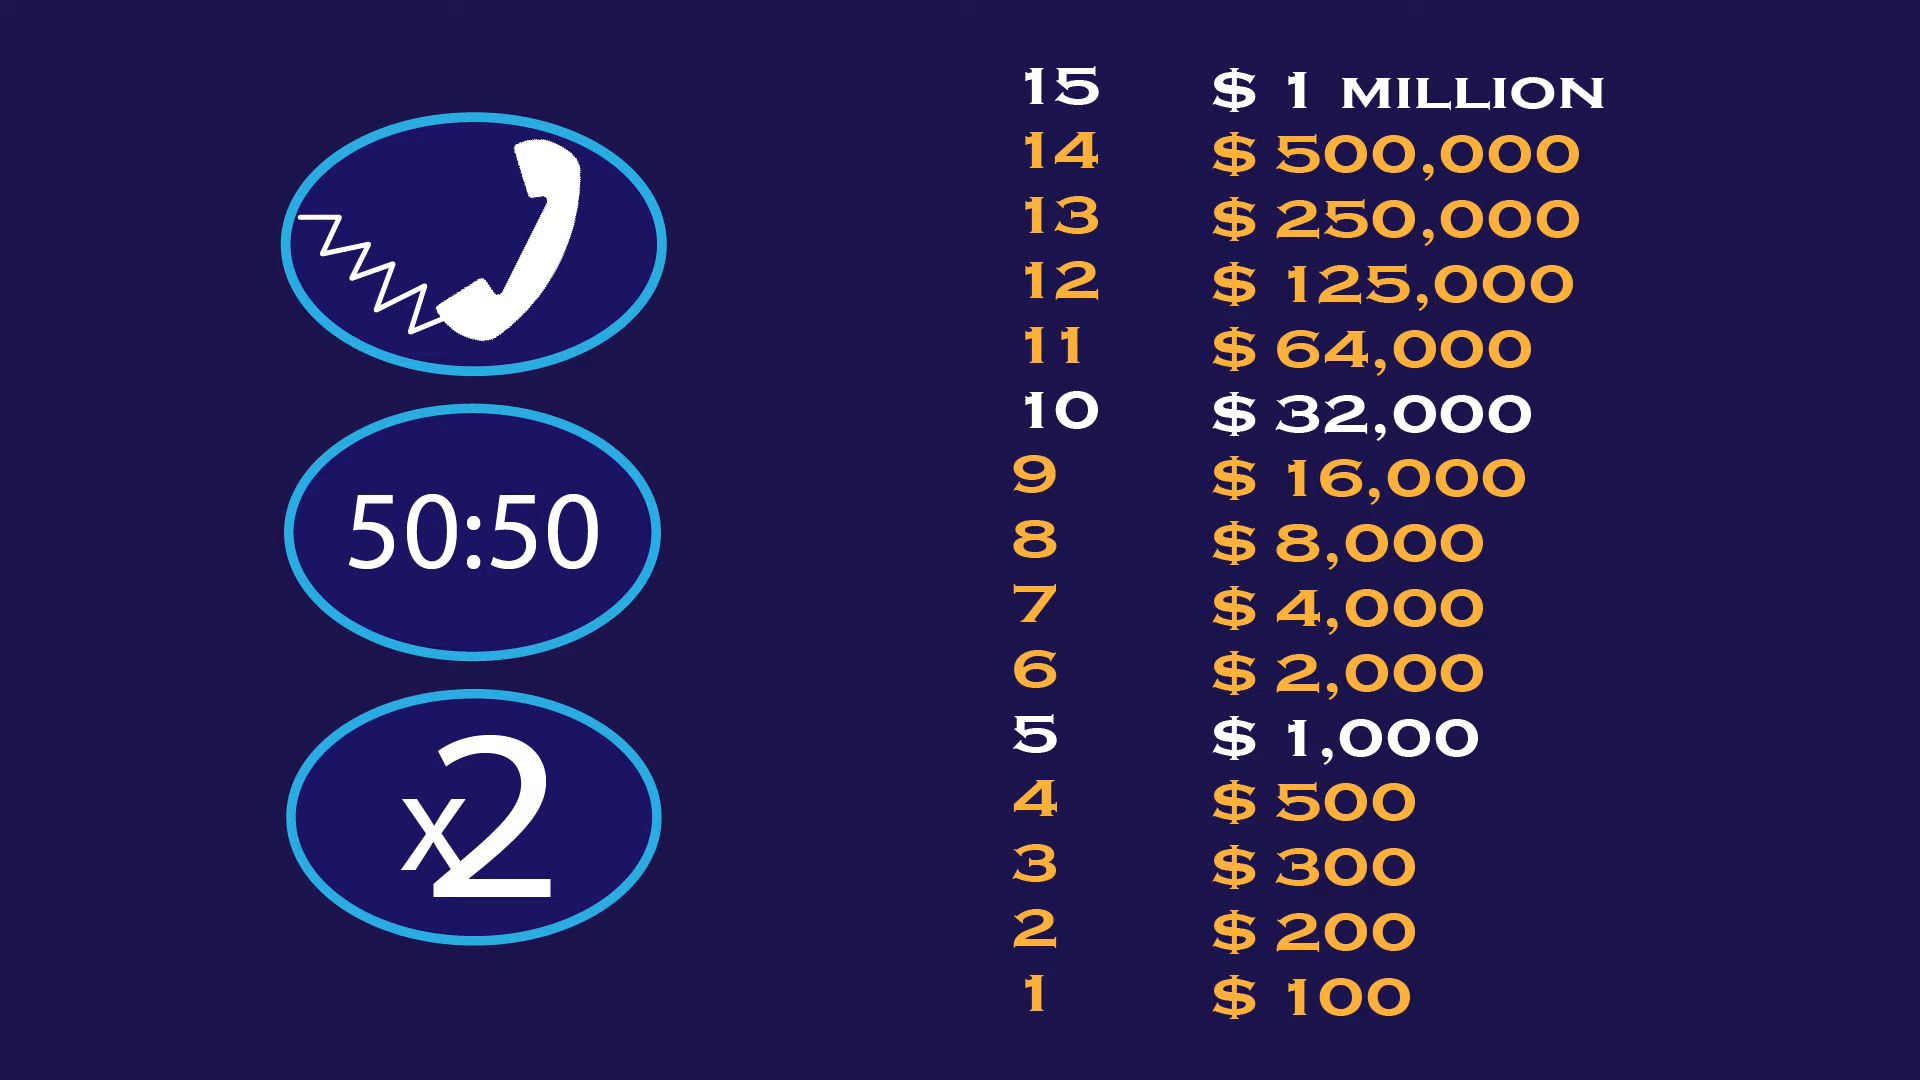 50:50
x2
15 $ 1 MILLION
14 $ 500,000
13 $ 250,000
12 $ 125,000
11 $ 64,000
10 $ 32,000
9 $ 16,000
8 $ 8,000
7 $ 4,000
6 $ 2,000
5 $ 1,000
4 $ 500
3 $ 300
2 $ 200
1 $ 100